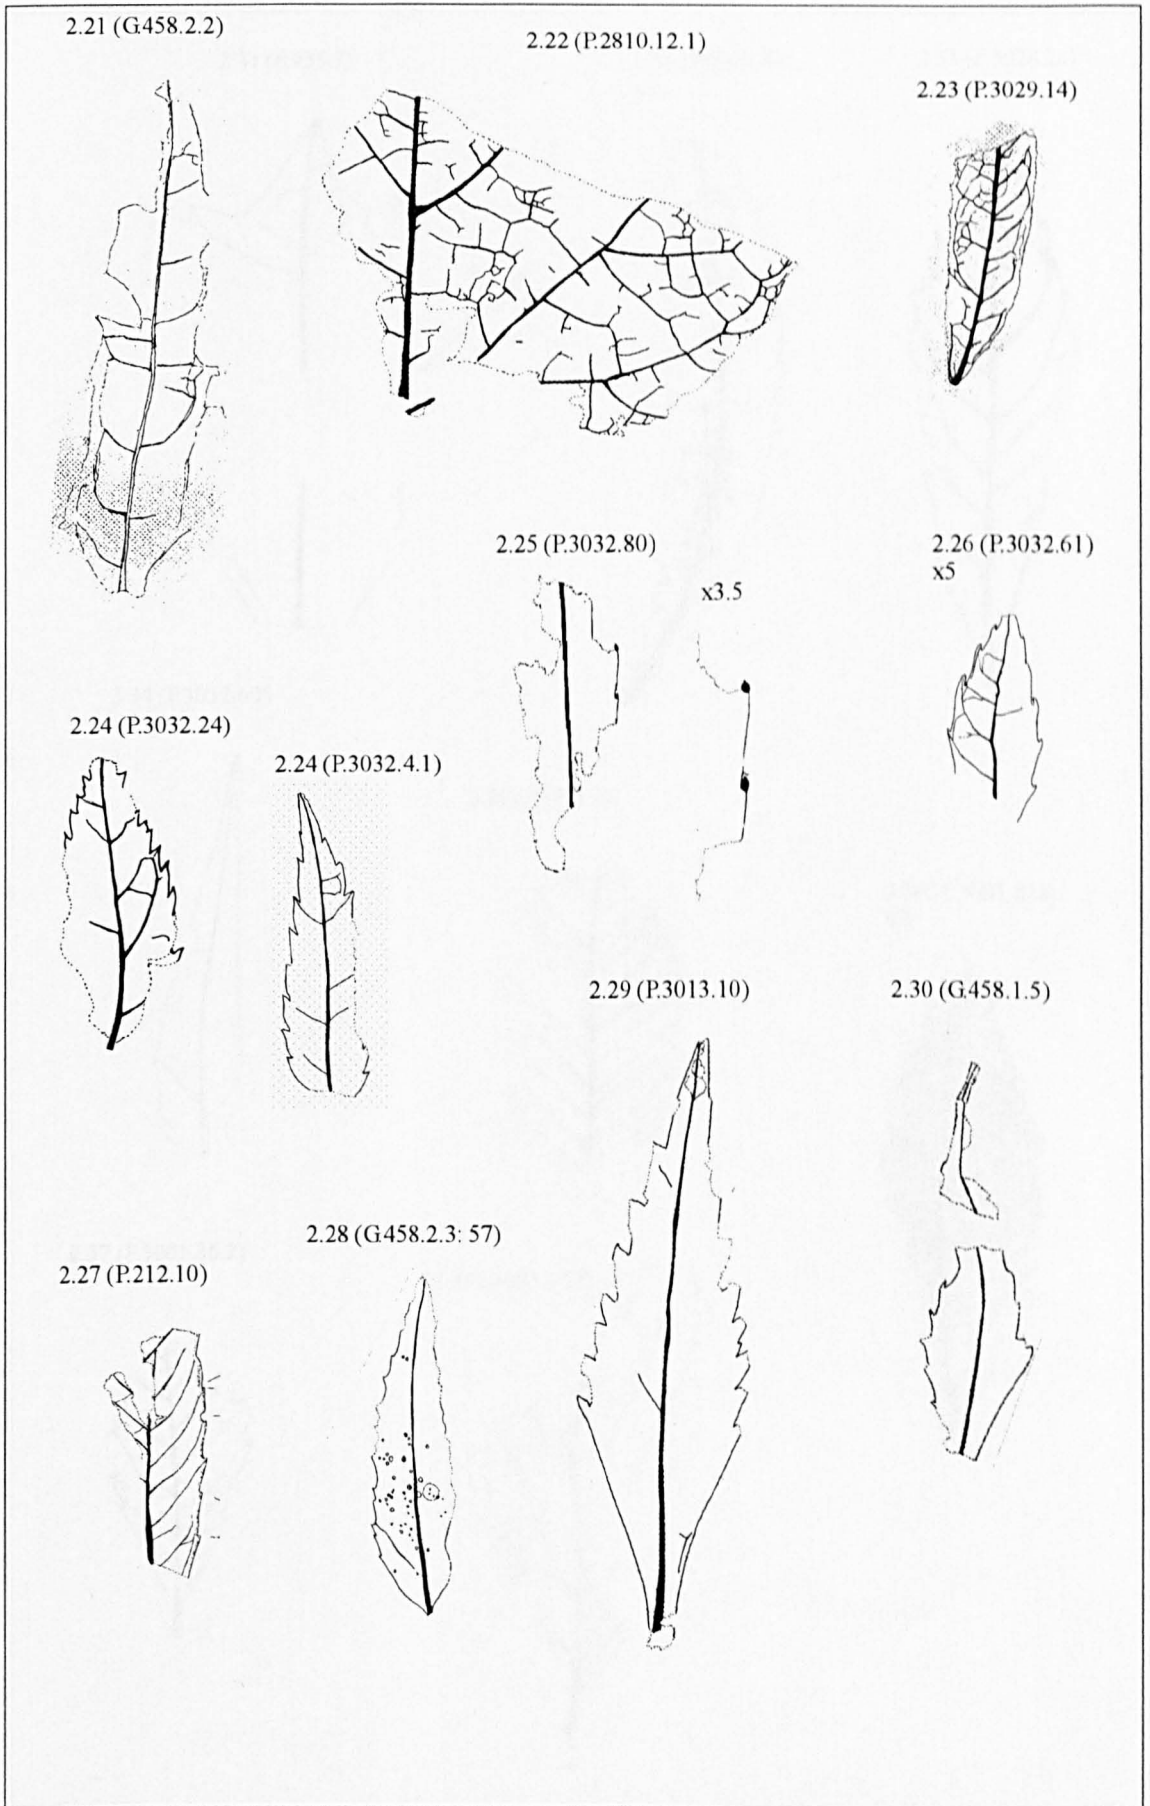 2.21 (G.458.2.2)
2.22 (P.2810.12.1)
2.23 (P.3029.14)
2.25 (P.3032.80)
x3.5
2.26 (P.3032.61)
x5
2.24 (P.3032.24)
2.24 (P.3032.4.1)
2.29 (P.3013.10)
2.30 (G.458.1.5)
2.28 (G.458.2.3: 57)
2.27 (P.212.10)